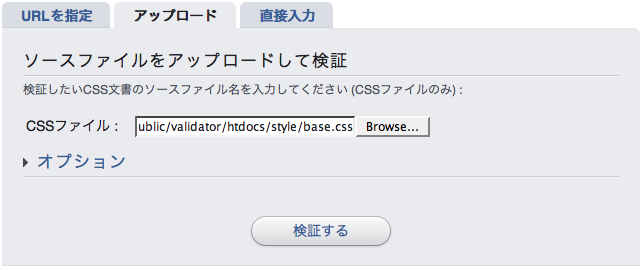 URLを指定 アップロード 直接入力
ソースファイルをアップロードして検証
検証したいCSS文書のソースファイル名を入力してください (CSSファイルのみ) :
CSSファイル : ublic/validator/htdocs/style/base.css Browse...
オプション
検証する